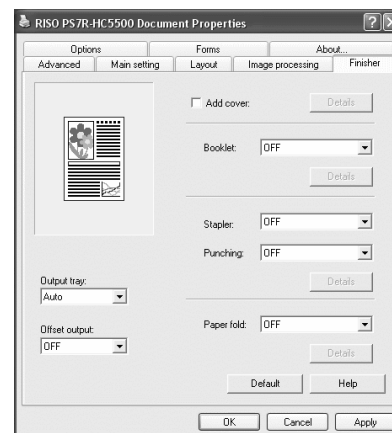 RISO PS7R-HC5500 Document Properties
Options Forms About...
Advanced Main setting Layout Image processing Finisher
Add cover: Details
Booklet: OFF
Details
Stapler: OFF
Punching: OFF
Details
Output tray:
Auto
Offset output:
OFF
Paper fold: OFF
Details
Default Help
OK Cancel Apply